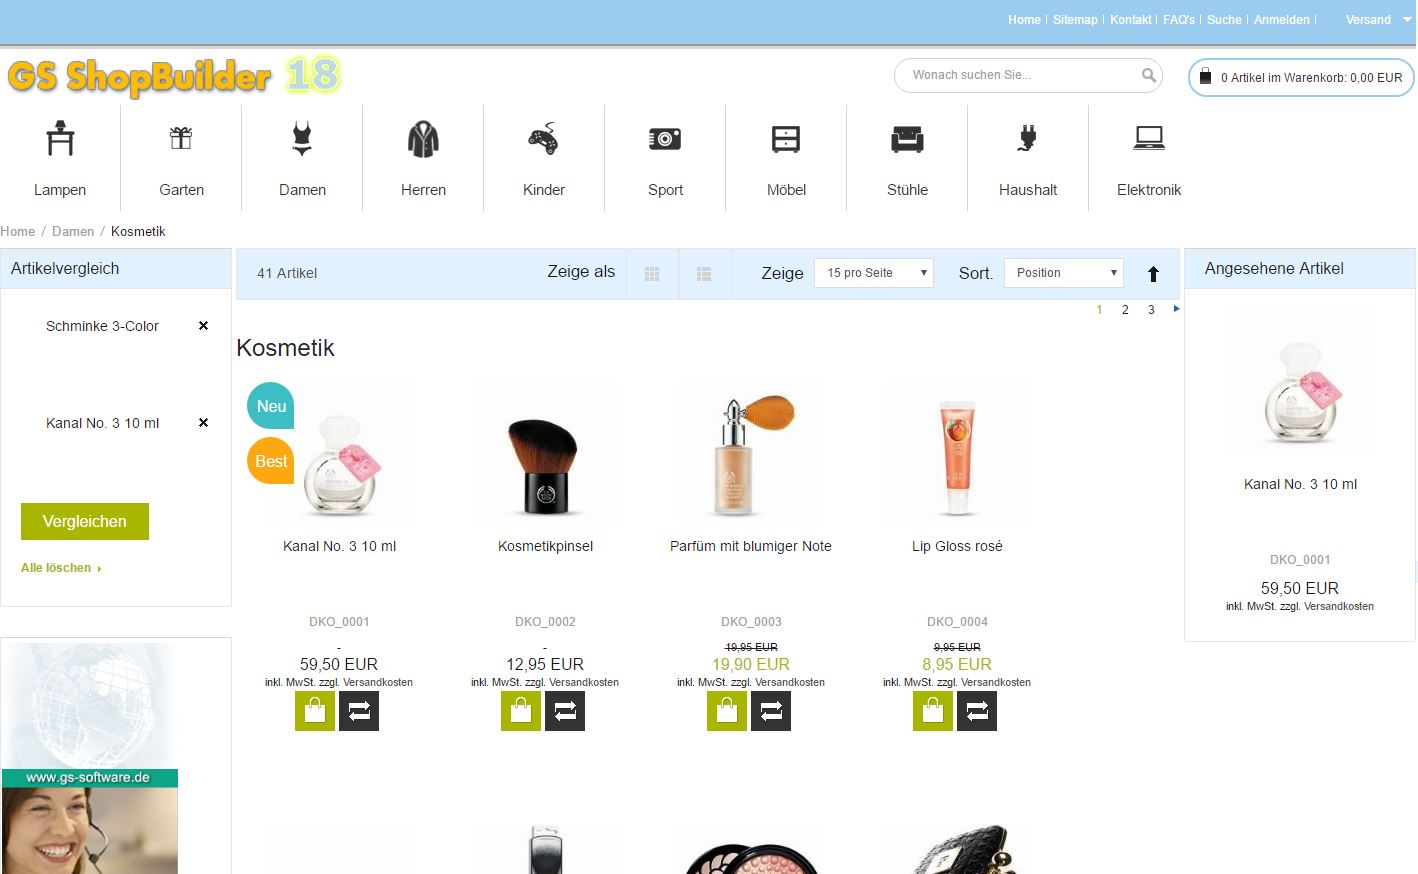 Home | Sitemap | Kontakt | FAQ's | Suche | Anmelden | Versand
GS ShopBuilder 18
Wonach suchen Sie...
0 Artikel im Warenkorb: 0,00 EUR
Lampen Garten Damen Herren Kinder Sport Möbel Stühle Haushalt Elektronik
Home / Damen / Kosmetik
Artikelvergleich
Schminke 3-Color
Kanal No. 3 10 ml
Vergleichen
Alle löschen
www.gs-software.de
41 Artikel Zeige als Zeige 15 pro Seite Sort. Position
1 2 3
Kosmetik
Neu
Best
Kanal No. 3 10 ml Kosmetikpinsel Parfüm mit blumiger Note Lip Gloss rosé
DKO_0001 DKO_0002 DKO_0003 DKO_0004
- - 19,95 EUR 9,95 EUR
59,50 EUR 12,95 EUR 19,90 EUR 8,95 EUR
inkl. MwSt. zzgl. Versandkosten inkl. MwSt. zzgl. Versandkosten inkl. MwSt. zzgl. Versandkosten inkl. MwSt. zzgl. Versandkosten
Angesehene Artikel
Kanal No. 3 10 ml
DKO_0001
59,50 EUR
inkl. MwSt. zzgl. Versandkosten